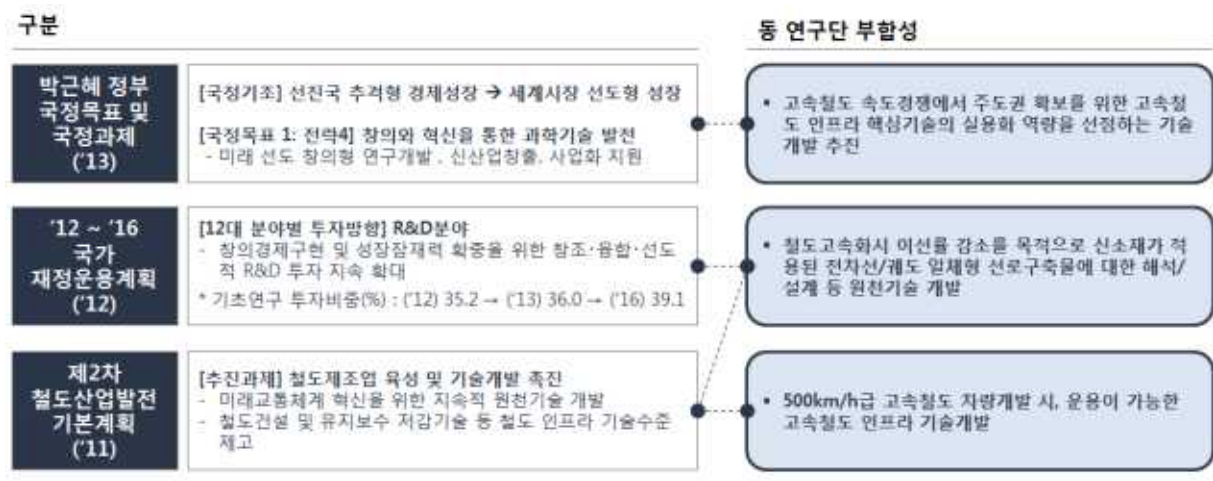 구분
동 연구단 부합성
박근혜 정부
국정목표 및
국정과제
('13)
[국정기조] 선진국 추격형 경제성장 → 세계시장 선도형 성장
[국정목표 1: 전략4] 창의와 혁신을 통한 과학기술 발전
- 미래 선도 창의형 연구개발 , 신산업창출, 사업화 지원
• 고속철도 속도경쟁에서 주도권 확보를 위한 고속철
도 인프라 핵심기술의 실용화 역량을 선정하는 기술
개발 추진
'12 ~ '16
국가
재정운용계획
('12)
[12대 분야별 투자방향] R&D분야
- 창의경제구현 및 성장잠재력 확충을 위한 창조·융합·선도
적 R&D 투자 지속 확대
* 기초연구 투자비중(%) : ('12) 35.2 → ('13) 36.0 → ('16) 39.1
• 철도고속화시 이선률 감소를 목적으로 신소재가 적
용된 전차선/궤도 일체형 선로구축물에 대한 해석/
설계 등 원천기술 개발
제2차
철도산업발전
기본계획
('11)
[추진과제] 철도제조업 육성 및 기술개발 촉진
- 미래교통체계 혁신을 위한 지속적 원천기술 개발
- 철도건설 및 유지보수 저감기술 등 철도 인프라 기술수준
제고
• 500km/h급 고속철도 차량개발 시, 운용이 가능한
고속철도 인프라 기술개발